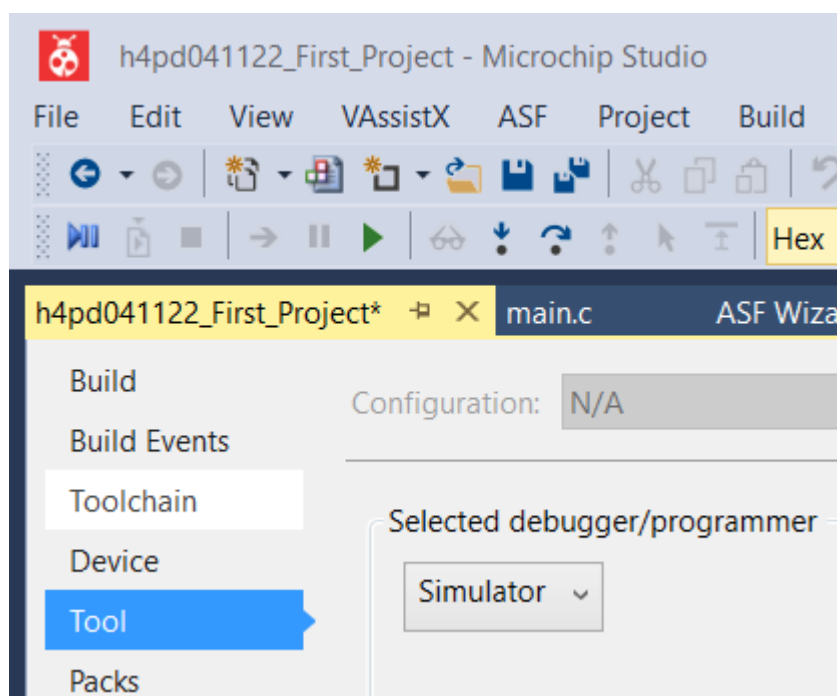 h4pd041122_First_Project - Microchip Studio
File Edit View VAssistX ASF Project Build
Hex
h4pd041122_First_Project* main.c ASF Wiza
Build
Build Events
Toolchain
Device
Tool
Packs
Configuration: N/A
Selected debugger/programmer
Simulator